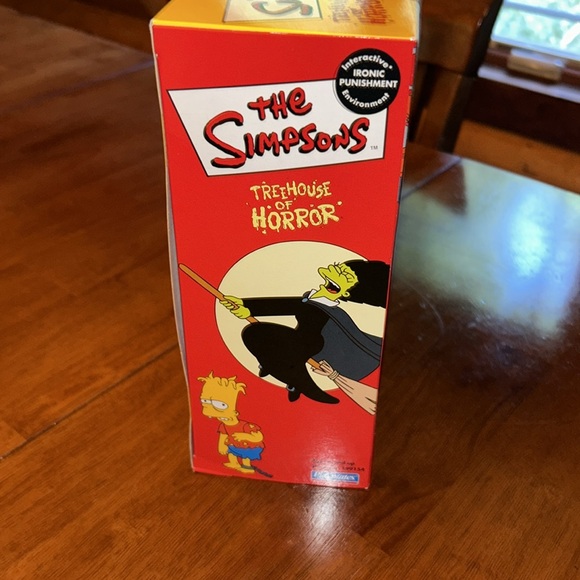 Interactive*
IRONIC
PUNISHMENT
Environment
THE
SIMPSONS
TM
TREEHOUSE
OF
HORROR